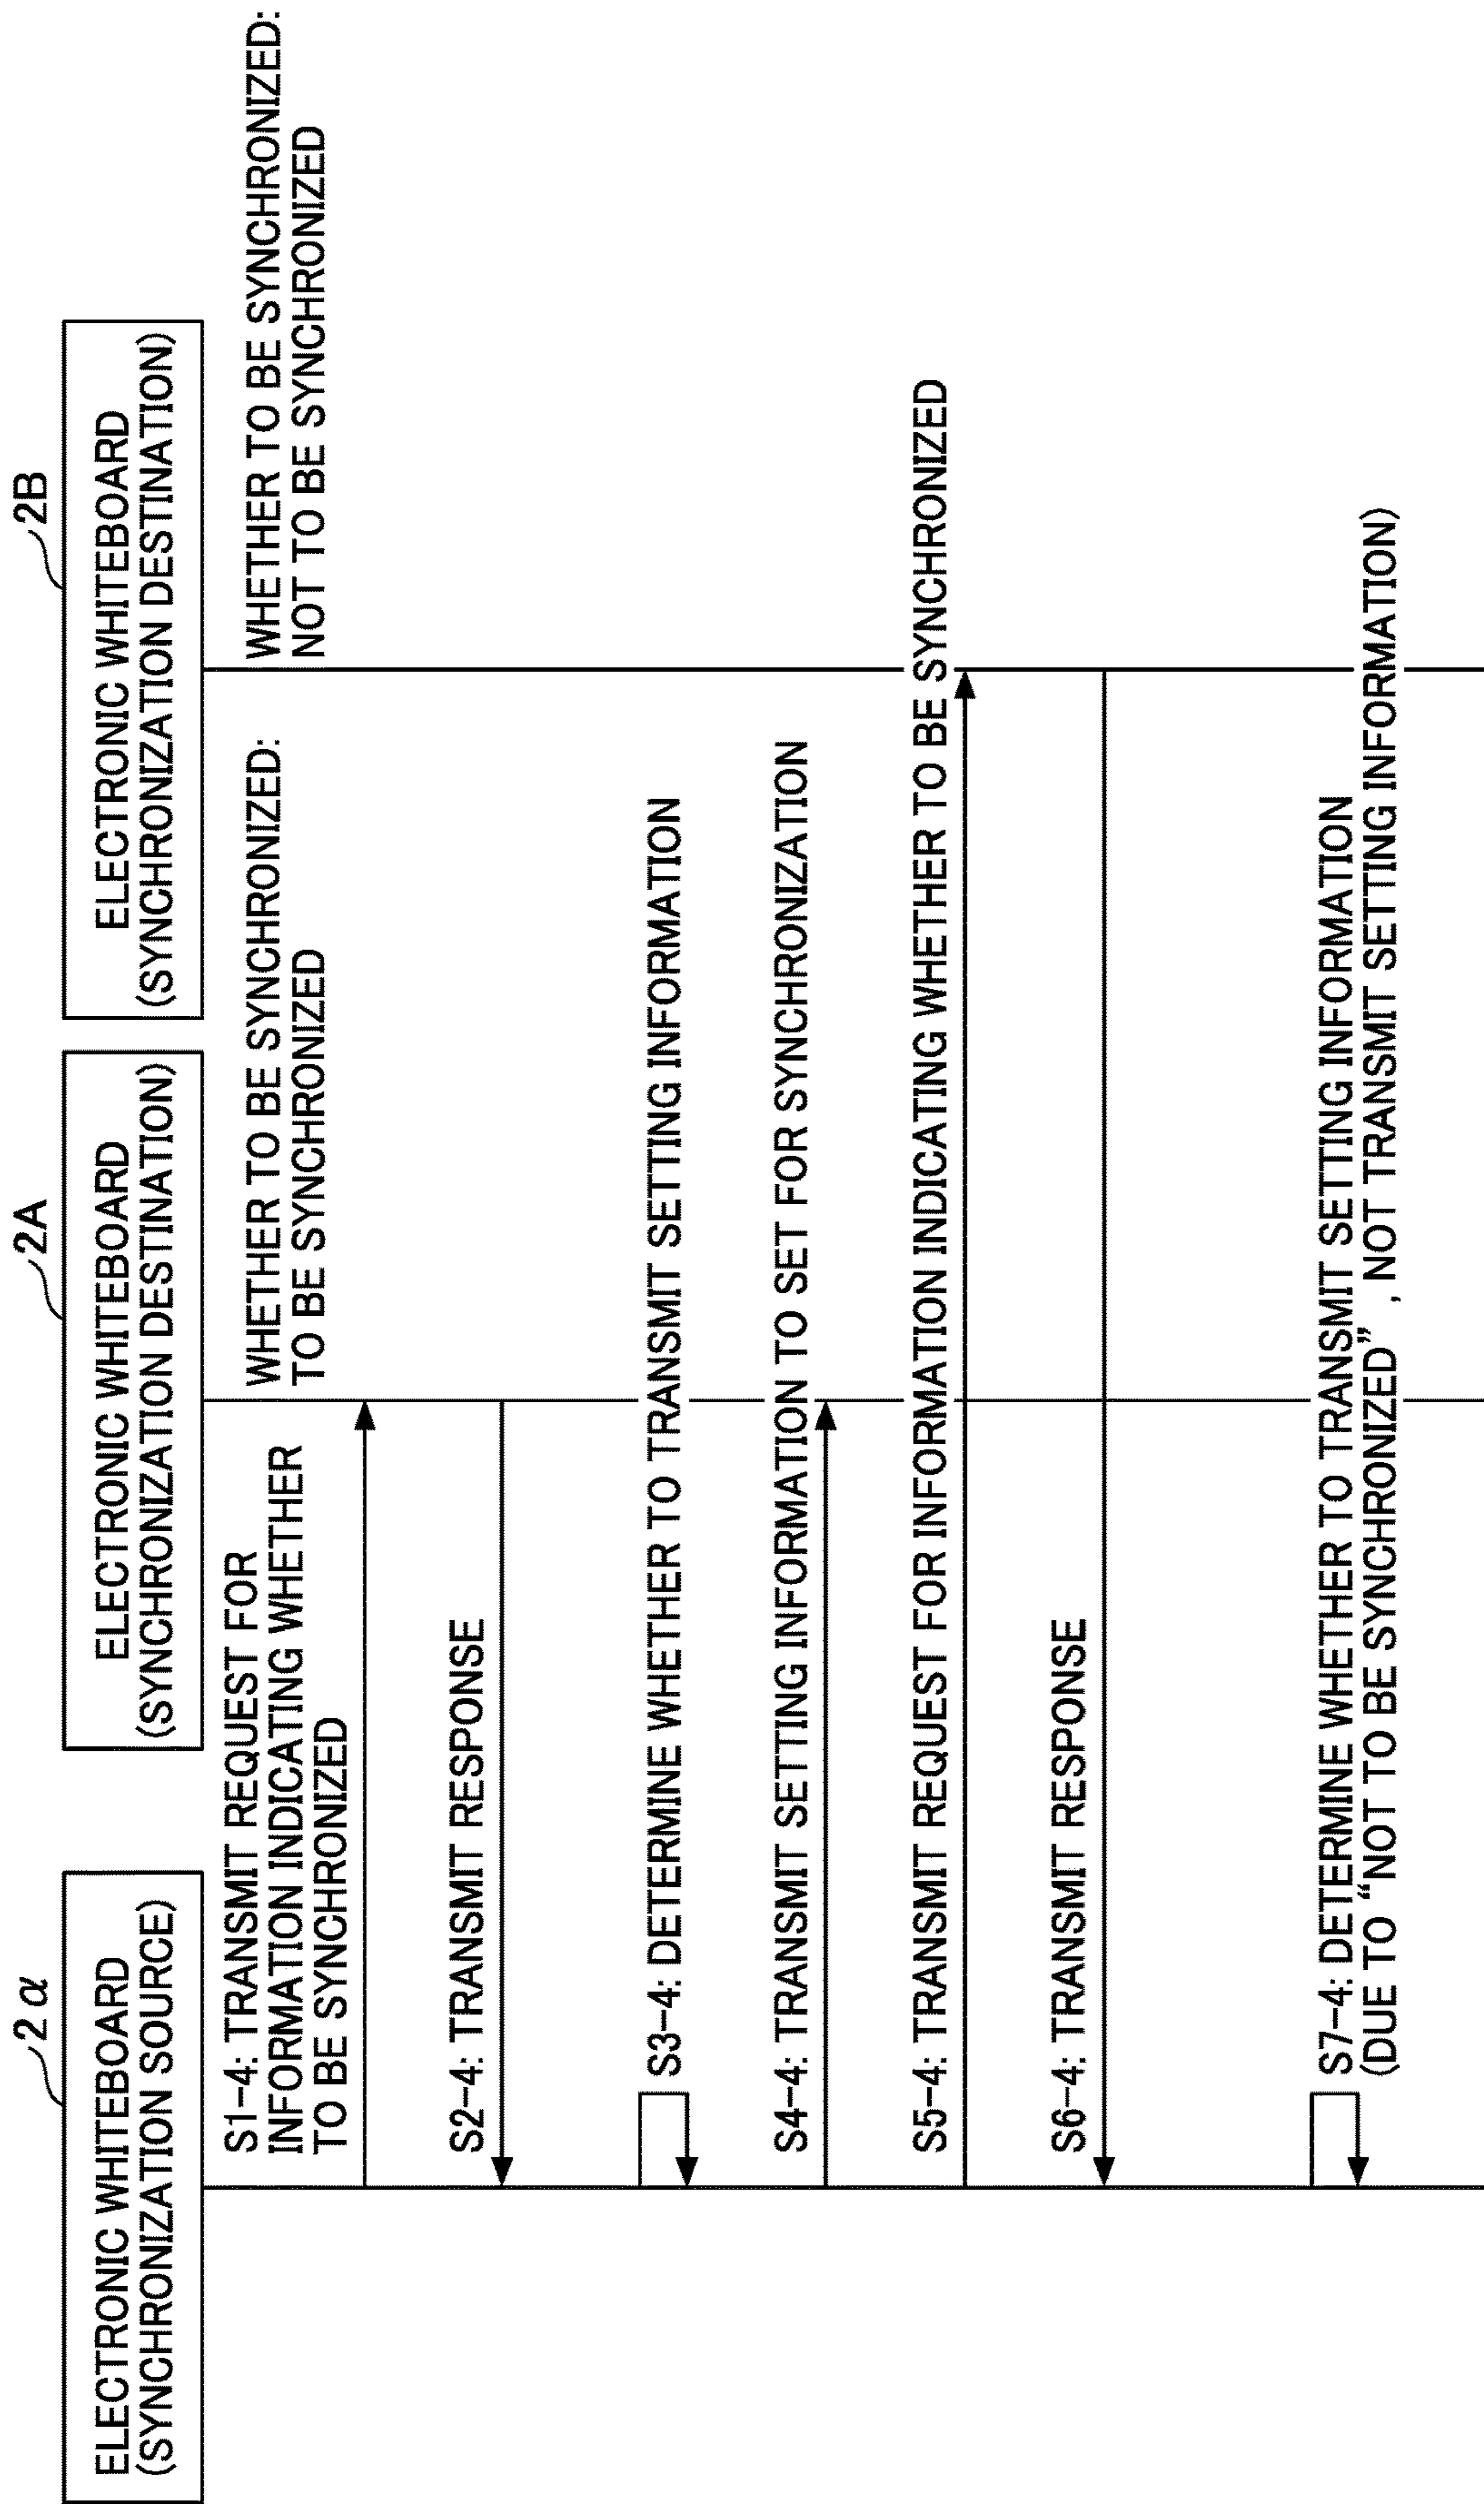 2α
ELECTRONIC WHITEBOARD
(SYNCHRONIZATION SOURCE)
2A
ELECTRONIC WHITEBOARD
(SYNCHRONIZATION DESTINATION)
2B
ELECTRONIC WHITEBOARD
(SYNCHRONIZATION DESTINATION)
S1-4: TRANSMIT REQUEST FOR
INFORMATION INDICATING WHETHER
TO BE SYNCHRONIZED
WHETHER TO BE SYNCHRONIZED:
TO BE SYNCHRONIZED
WHETHER TO BE SYNCHRONIZED:
NOT TO BE SYNCHRONIZED
S2-4: TRANSMIT RESPONSE
S3-4: DETERMINE WHETHER TO TRANSMIT SETTING INFORMATION
S4-4: TRANSMIT SETTING INFORMATION TO SET FOR SYNCHRONIZATION
S5-4: TRANSMIT REQUEST FOR INFORMATION INDICATING WHETHER TO BE SYNCHRONIZED
S6-4: TRANSMIT RESPONSE
S7-4: DETERMINE WHETHER TO TRANSMIT SETTING INFORMATION
(DUE TO “NOT TO BE SYNCHRONIZED”, NOT TRANSMIT SETTING INFORMATION)